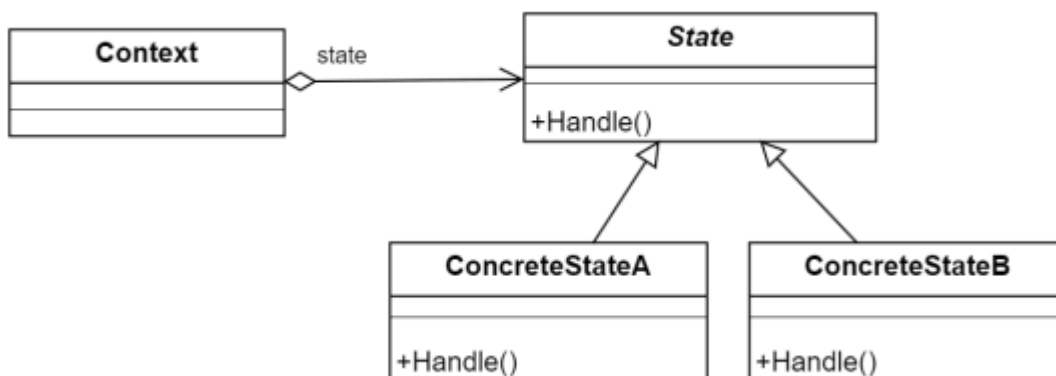 Context
state
State
+Handle()
ConcreteStateA
+Handle()
ConcreteStateB
+Handle()